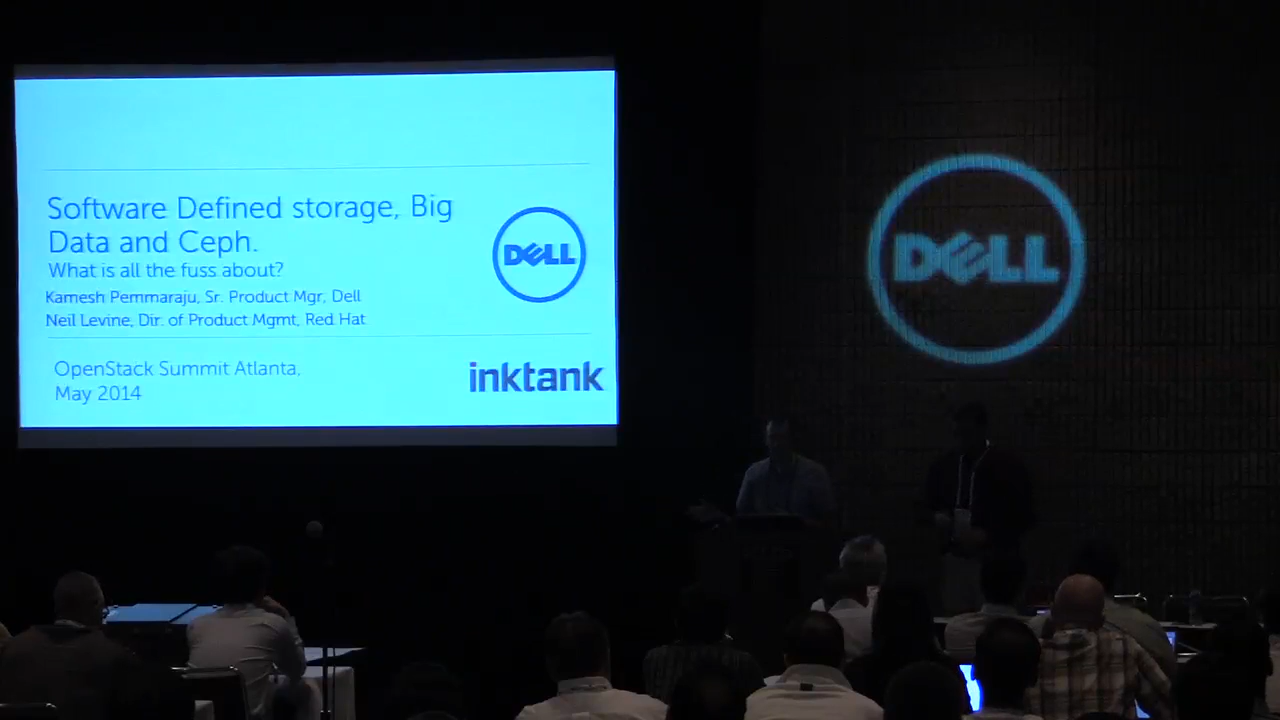 Software Defined storage, Big
Data and Ceph.
What is all the fuss about?
Kamesh Pemmaraju, Sr. Product Mgr, Dell
Neil Levine, Dir. of Product Mgmt, Red Hat
DELL
OpenStack Summit Atlanta,
May 2014
inktank
DELL